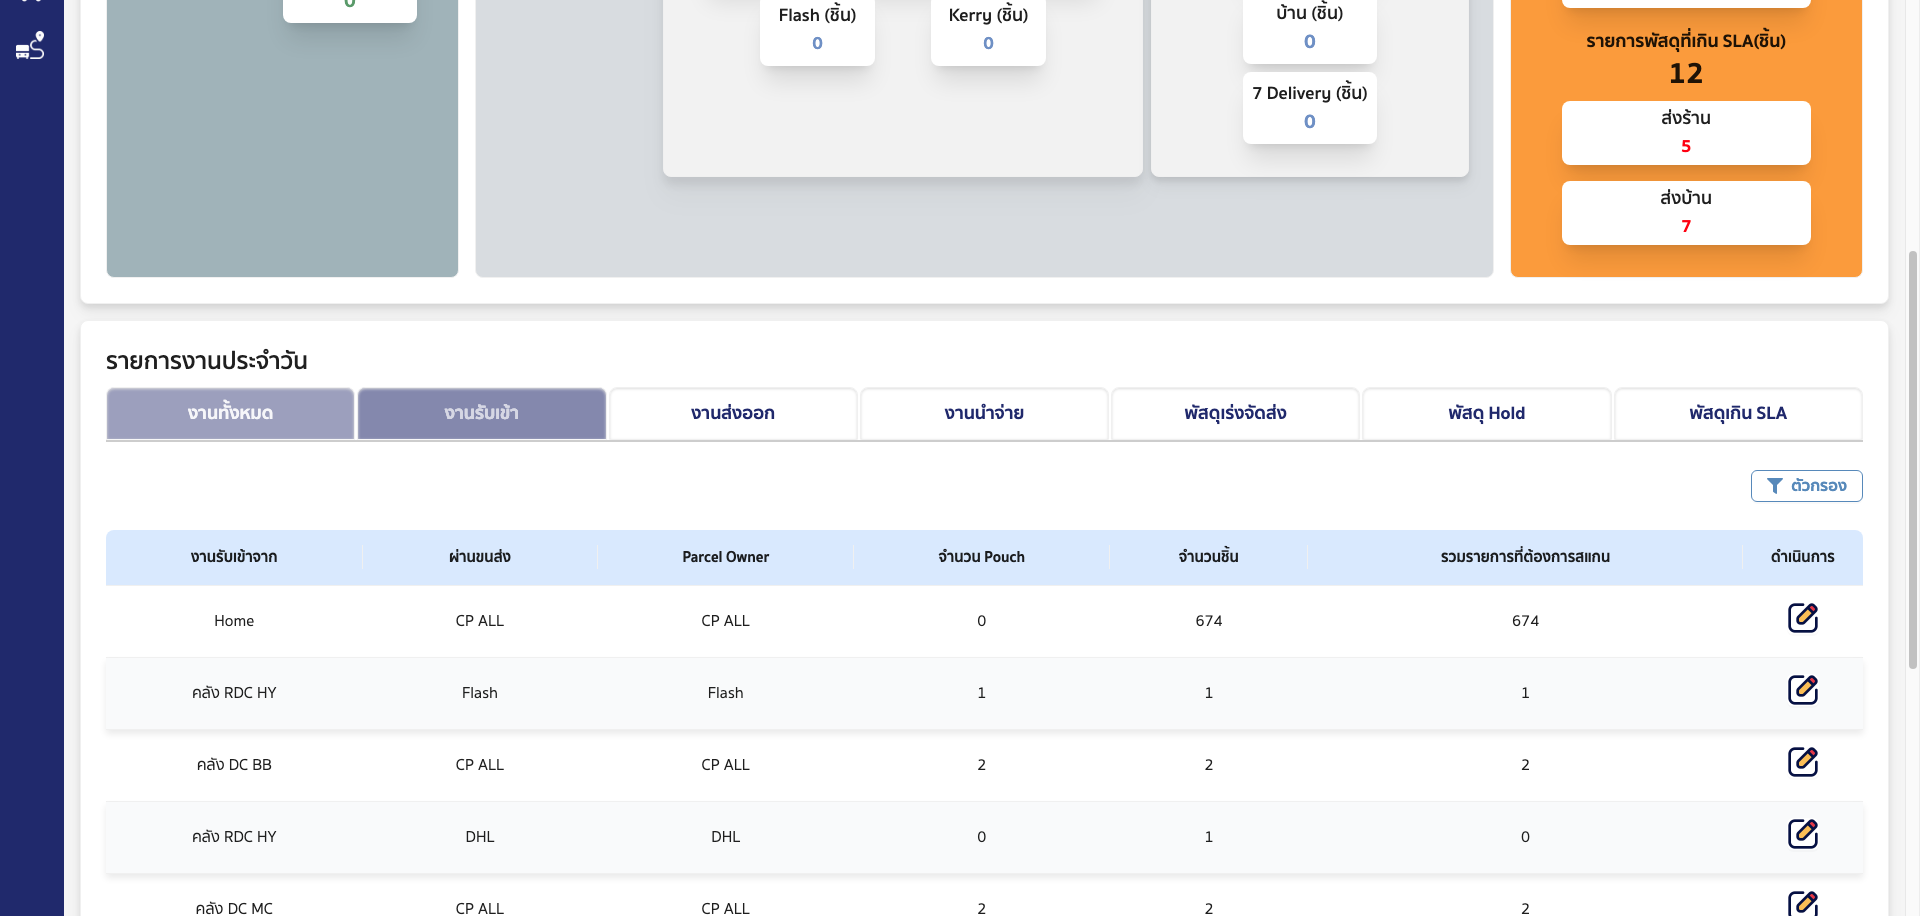 0
Flash (ชิ้น)
0
Kerry (ชิ้น)
0
บ้าน (ชิ้น)
0
7 Delivery (ชิ้น)
0
รายการพัสดุที่เกิน SLA(ชิ้น)
12
ส่งร้าน
5
ส่งบ้าน
7
รายการงานประจำวัน
งานทั้งหมด งานรับเข้า งานส่งออก งานนำจ่าย พัสดุเร่งจัดส่ง พัสดุ Hold พัสดุเกิน SLA
ตัวกรอง
งานรับเข้าจาก ผ่านขนส่ง Parcel Owner จำนวน Pouch จำนวนชิ้น รวมรายการที่ต้องการสแกน ดำเนินการ
Home CP ALL CP ALL 0 674 674
คลัง RDC HY Flash Flash 1 1 1
คลัง DC BB CP ALL CP ALL 2 2 2
คลัง RDC HY DHL DHL 0 1 0
คลัง DC MC CP ALL CP ALL 2 2 2